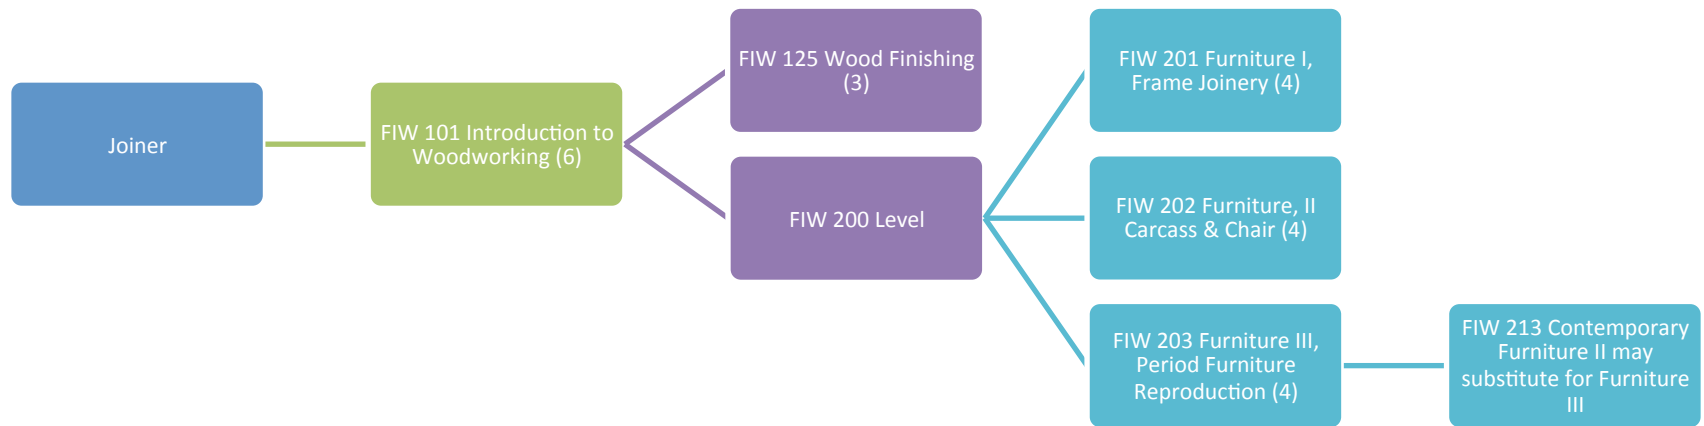 Joiner
FIW 101 Introduction to
Woodworking (6)
FIW 125 Wood Finishing
(3)
FIW 200 Level
FIW 201 Furniture I,
Frame Joinery (4)
FIW 202 Furniture, II
Carcass & Chair (4)
FIW 203 Furniture III,
Period Furniture
Reproduction (4)
FIW 213 Contemporary
Furniture II may
substitute for Furniture
III